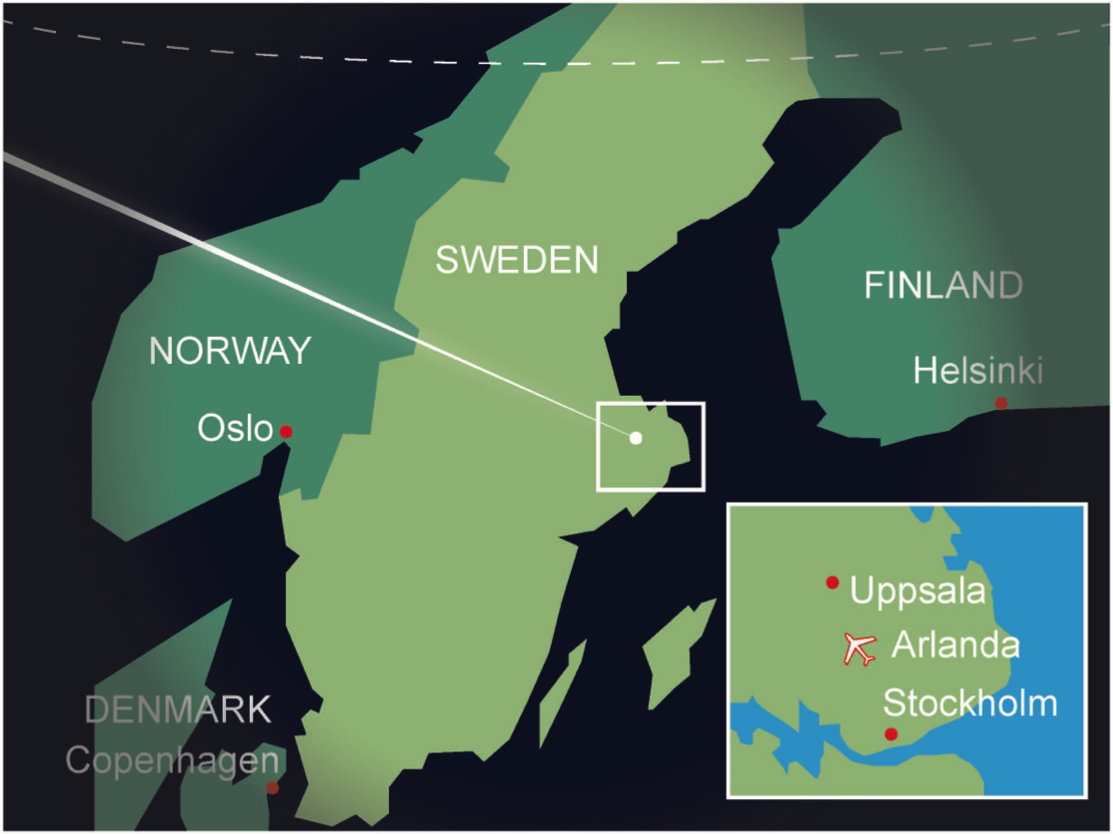 SWEDEN
FINLAND
NORWAY
Helsinki
Oslo
Uppsala
Arlanda
Stockholm
DENMARK
Copenhagen